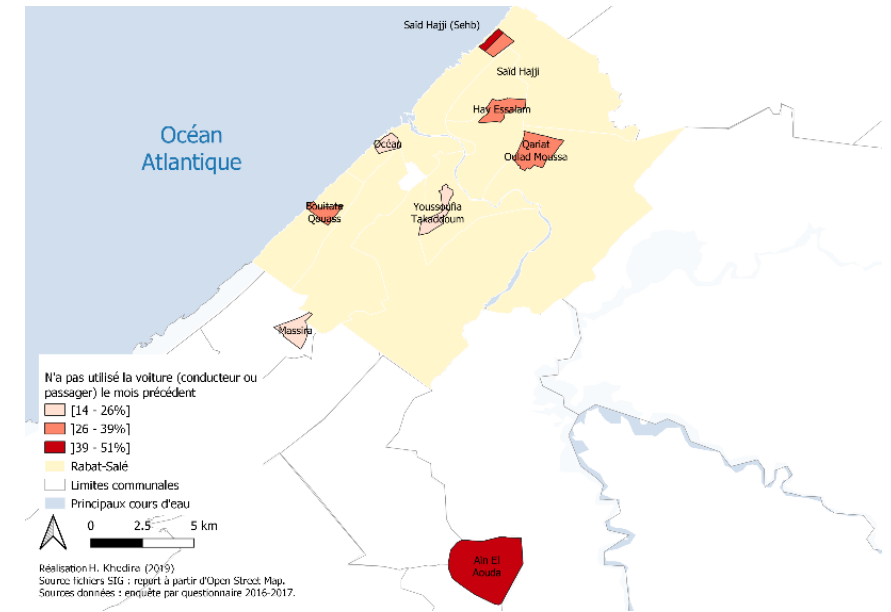 Saïd Hajji (Sehb)
Saïd Hajji
Hay Essalam
Océan
Atlantique
Océan
Qariat
Oulad Moussa
Bouitate
Qouass
Youssoufia
Takaddoum
Massira
N'a pas utilisé la voiture (conducteur ou
passager) le mois précédent
[14 - 26%]
]26 - 39%]
]39 - 51%]
Rabat-Salé
Limites communales
Principaux cours d'eau
0 2.5 5 km
Réalisation H. Khedira (2019)
Source fichiers SIG : report à partir d'Open Street Map.
Sources données : enquête par questionnaire 2016-2017.
Aïn El
Aouda